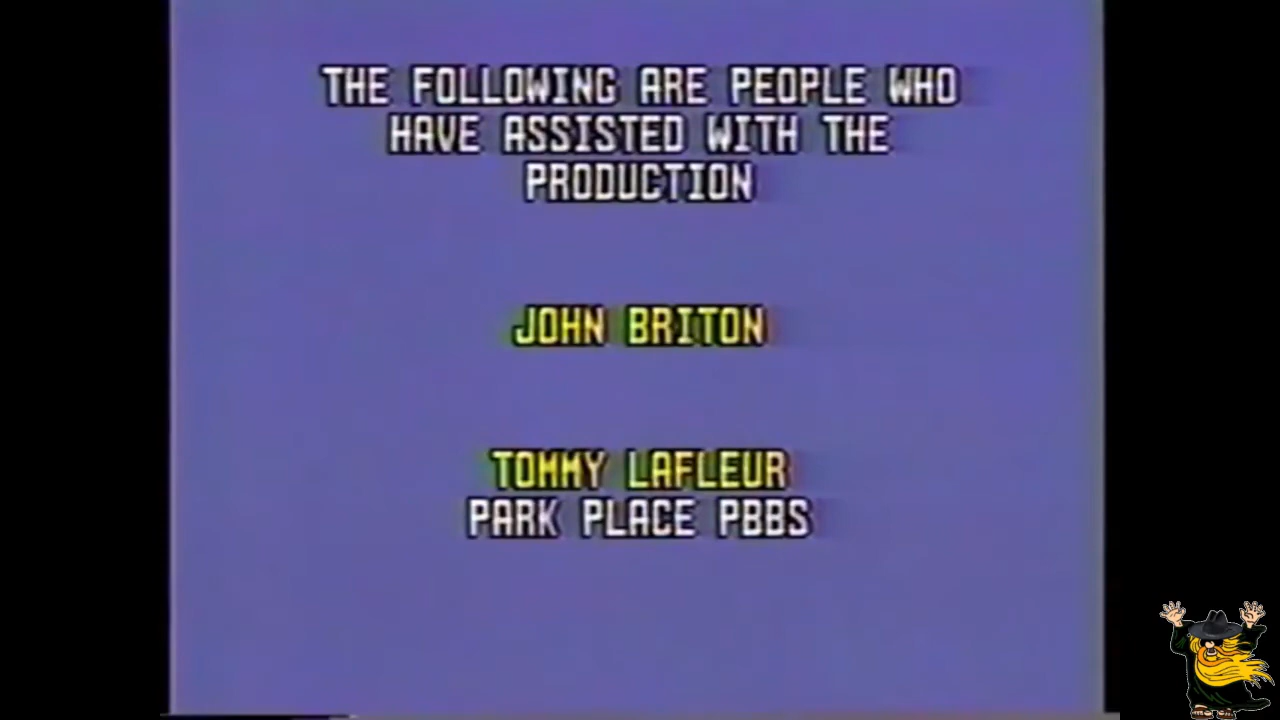 THE FOLLOWING ARE PEOPLE WHO
HAVE ASSISTED WITH THE
PRODUCTION
JOHN BRITON
TOMMY LAFLEUR
PARK PLACE PBBS